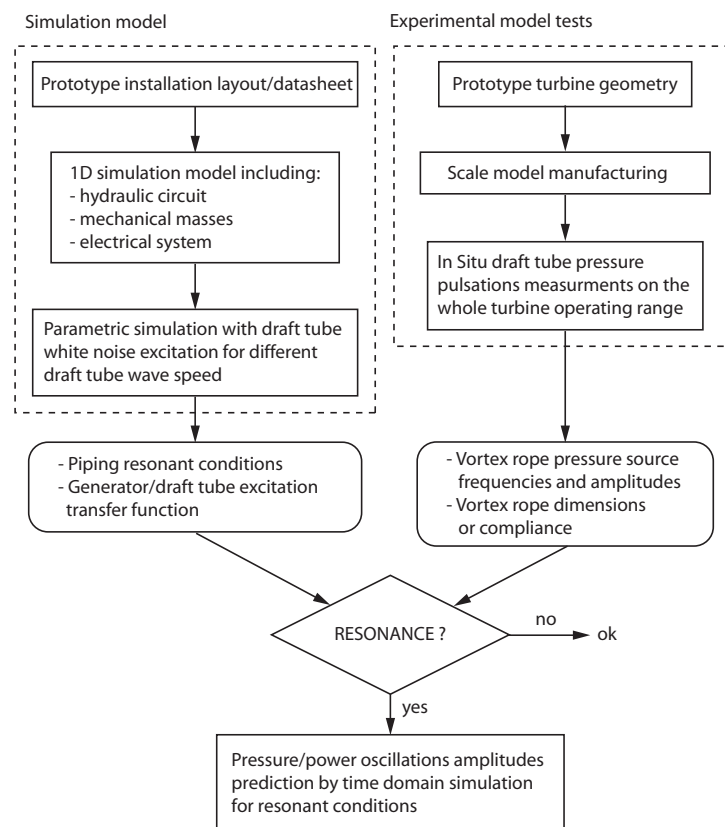 Simulation model
Prototype installation layout/datasheet
1D simulation model including:
- hydraulic circuit
- mechanical masses
- electrical system
Parametric simulation with draft tube
white noise excitation for different
draft tube wave speed
- Piping resonant conditions
- Generator/draft tube excitation
transfer function
Experimental model tests
Prototype turbine geometry
Scale model manufacturing
In Situ draft tube pressure
pulsations measurments on the
whole turbine operating range
- Vortex rope pressure source
frequencies and amplitudes
- Vortex rope dimensions
or compliance
RESONANCE ?
no
ok
yes
Pressure/power oscillations amplitudes
prediction by time domain simulation
for resonant conditions